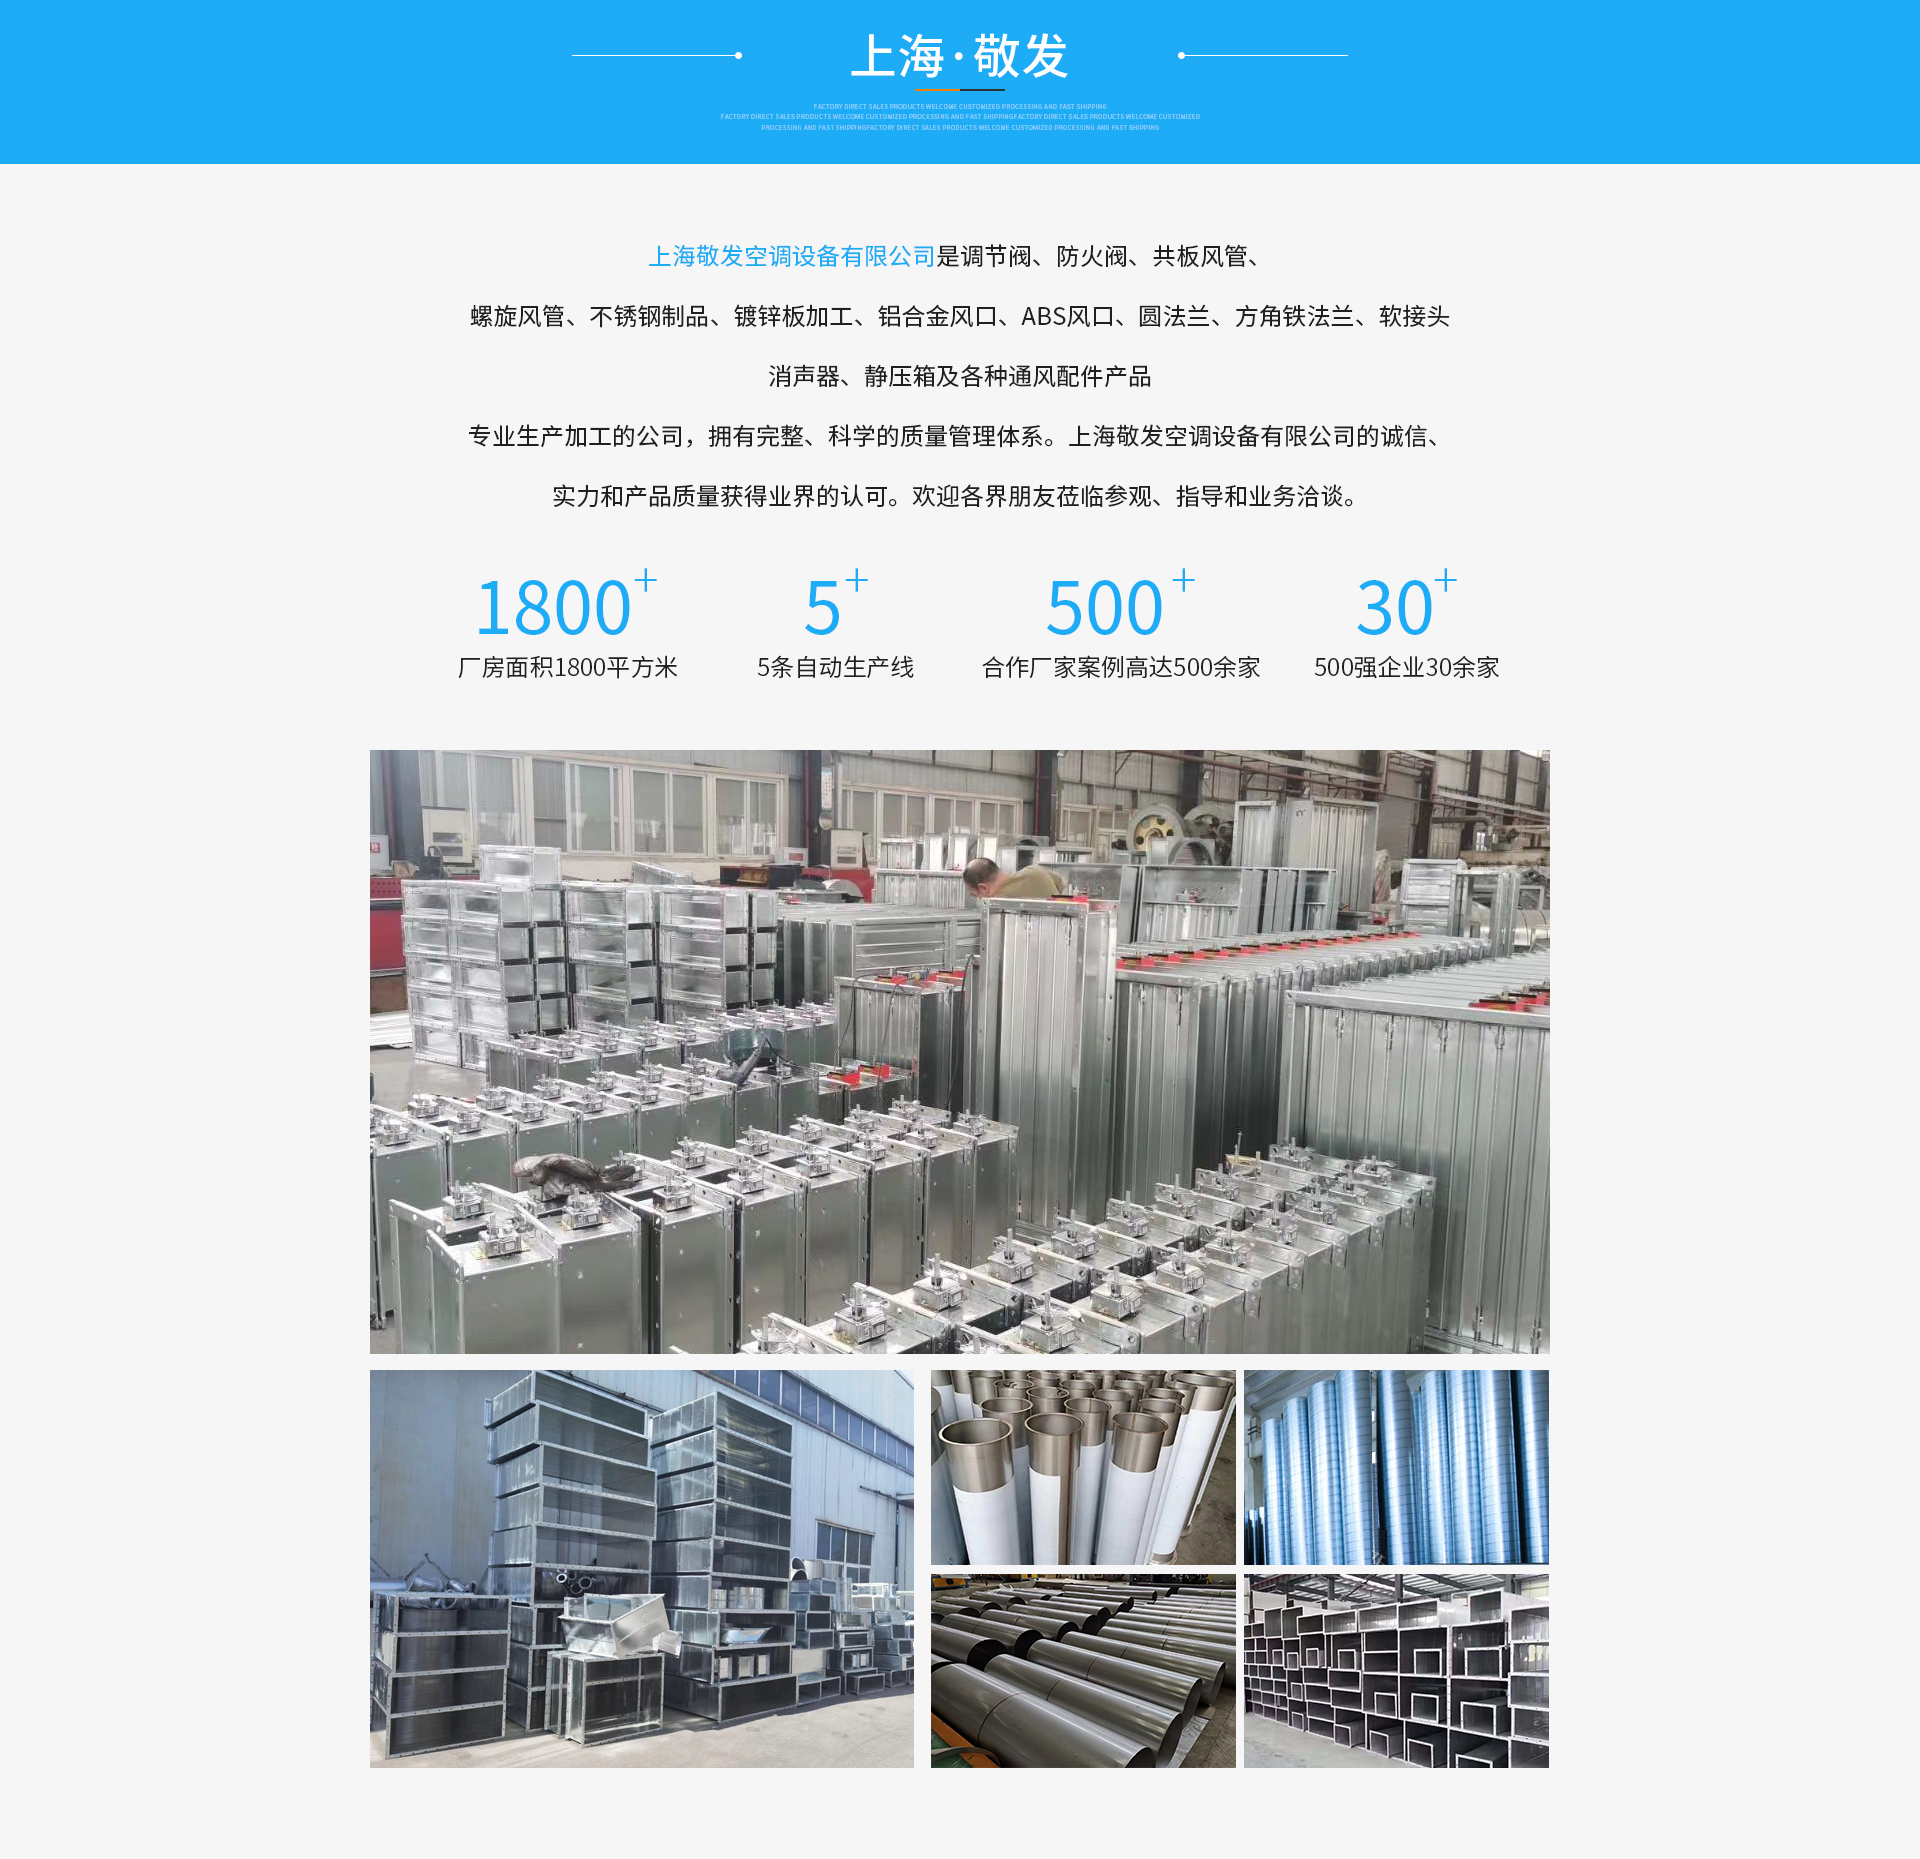 上海·敬发
FACTORY DIRECT SALES PRODUCTS WELCOME CUSTOMIZED PROCESSING AND FAST SHIPPING
FACTORY DIRECT SALES PRODUCTS WELCOME CUSTOMIZED PROCESSING AND FAST SHIPPINGFACTORY DIRECT SALES PRODUCTS WELCOME CUSTOMIZED
PROCESSING AND FAST SHIPPINGFACTORY DIRECT SALES PRODUCTS WELCOME CUSTOMIZED PROCESSING AND FAST SHIPPING
上海敬发空调设备有限公司是调节阀、防火阀、共板风管、
螺旋风管、不锈钢制品、镀锌板加工、铝合金风口、ABS风口、圆法兰、方角铁法兰、软接头
消声器、静压箱及各种通风配件产品
专业生产加工的公司，拥有完整、科学的质量管理体系。上海敬发空调设备有限公司的诚信、
实力和产品质量获得业界的认可。欢迎各界朋友莅临参观、指导和业务洽谈。
1800+
厂房面积1800平方米
5+
5条自动生产线
500+
合作厂家案例高达500余家
30+
500强企业30余家